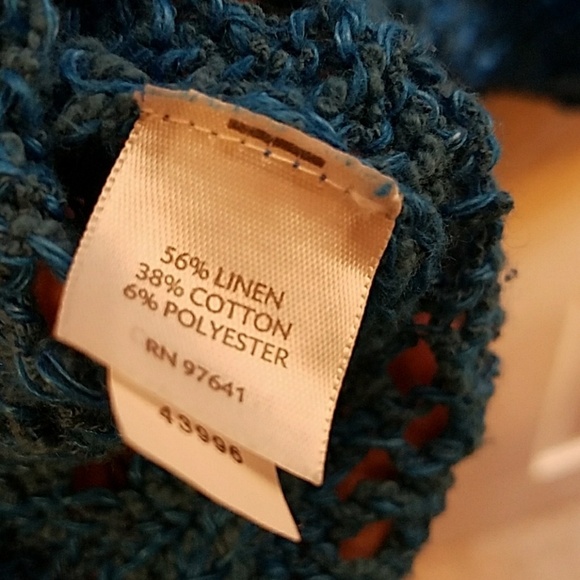 56% LINEN
38% COTTON
6% POLYESTER
RN 97641
43996